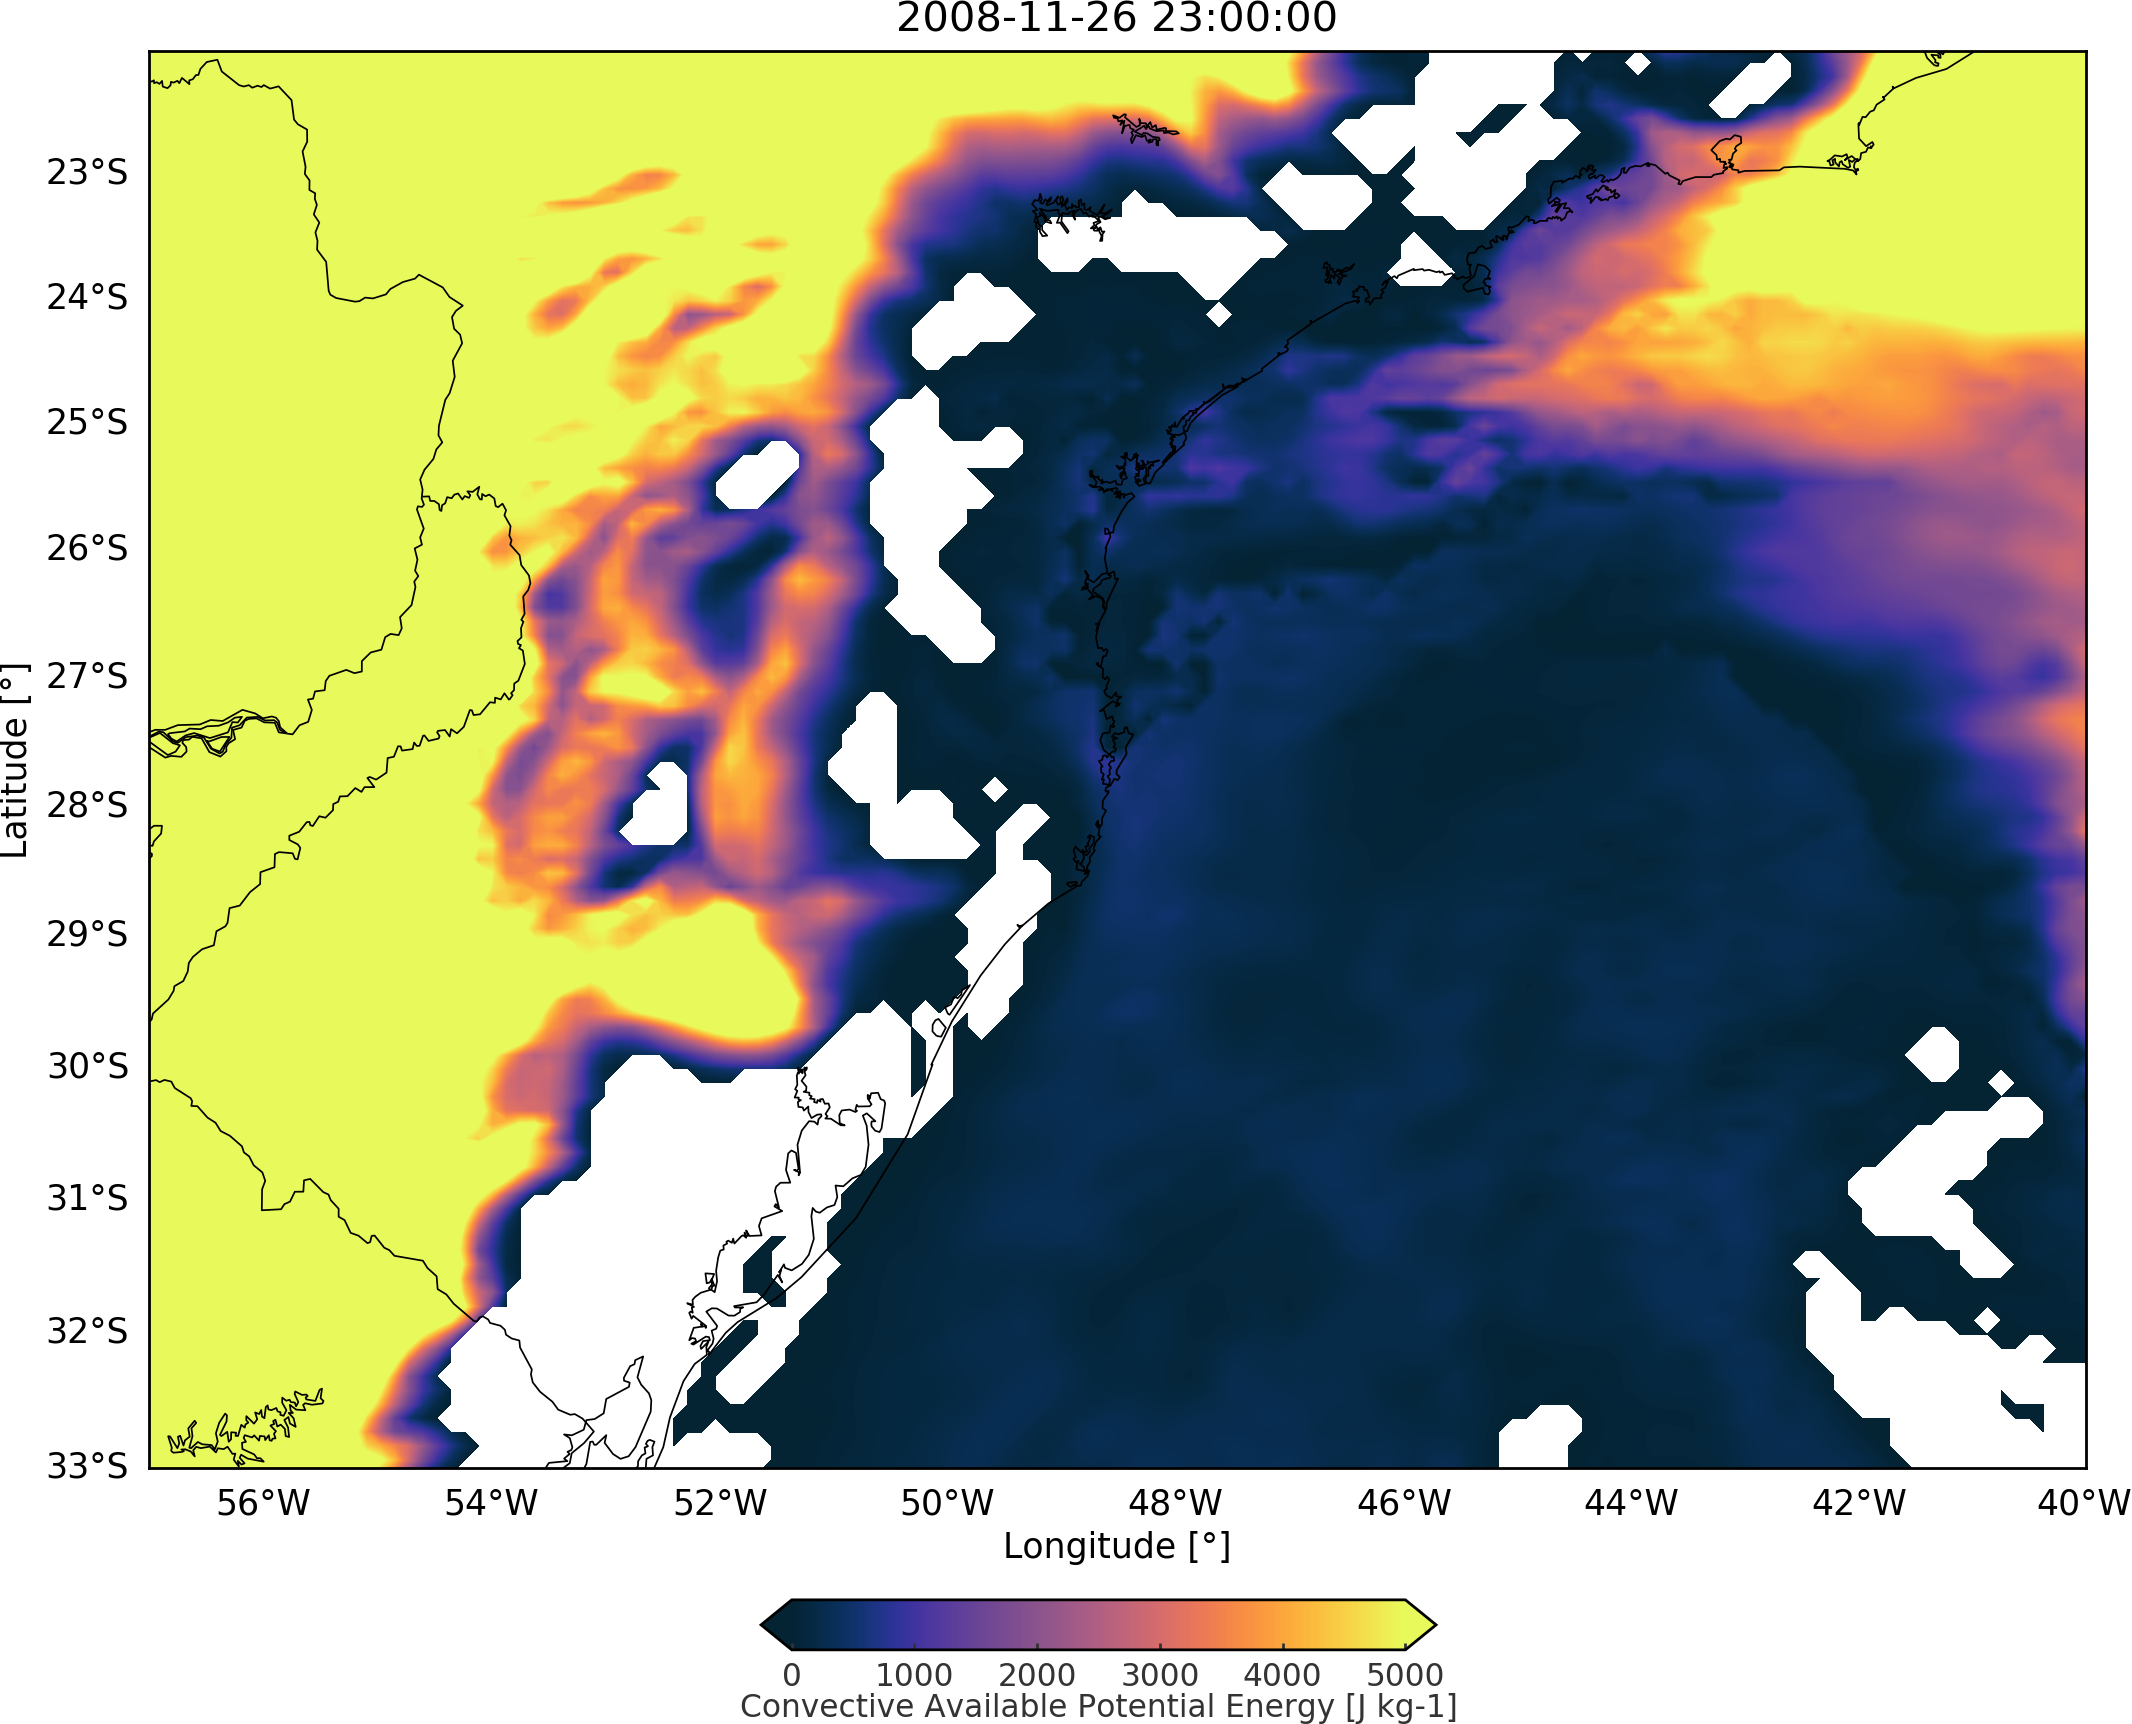 2008-11-26 23:00:00
23°S
24°S
25°S
26°S
27°S
28°S
29°S
30°S
31°S
32°S
33°S
Latitude [°]
56°W 54°W 52°W 50°W 48°W 46°W 44°W 42°W 40°W
Longitude [°]
0 1000 2000 3000 4000 5000
Convective Available Potential Energy [J kg-1]